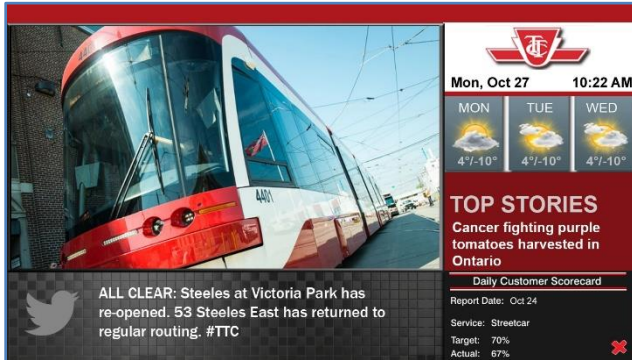 4401
TTC
Mon, Oct 27 10:22 AM
MON TUE WED
4°/-10° 4°/-10° 4°/-10°
TOP STORIES
Cancer fighting purple
tomatoes harvested in
Ontario
Daily Customer Scorecard
Report Date: Oct 24
Service: Streetcar
Target: 70%
Actual: 67%
ALL CLEAR: Steeles at Victoria Park has
re-opened. 53 Steeles East has returned to
regular routing. #TTC